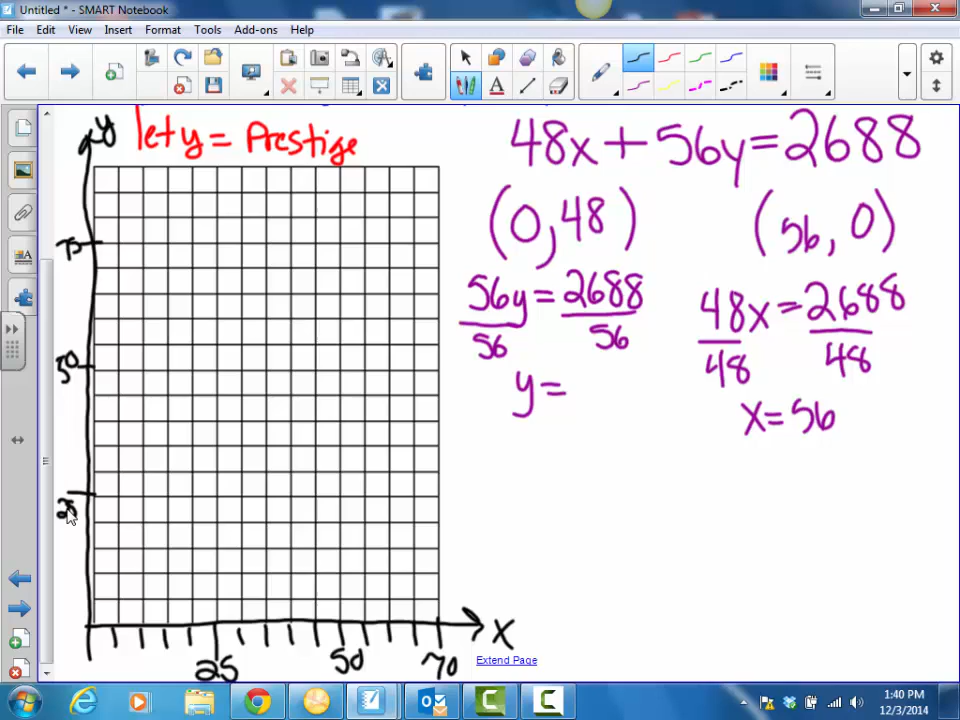 Untitled * - SMART Notebook
File Edit View Insert Format Tools Add-ons Help
y
let y = Prestige
48x + 56y = 2688
(0, 48)
(56, 0)
75
56y = 2688
56 56
48x = 2688
48 48
50
y =
x = 56
25
x
25 50 70
Extend Page
1:40 PM
12/3/2014